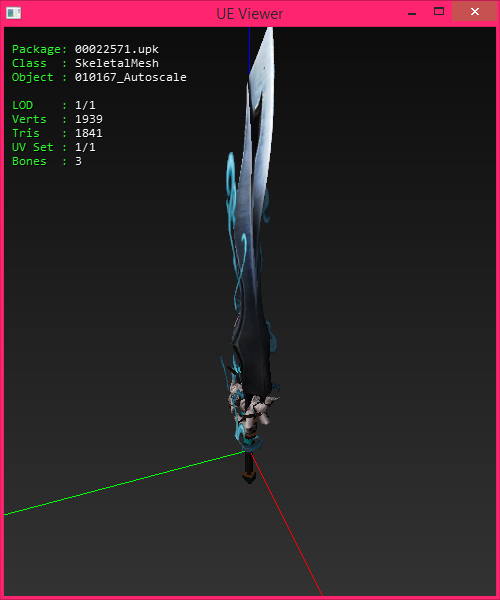 UE Viewer
Package: 00022571.upk
Class  : SkeletalMesh
Object : 010167_Autoscale
LOD    : 1/1
Verts  : 1939
Tris   : 1841
UV Set : 1/1
Bones  : 3